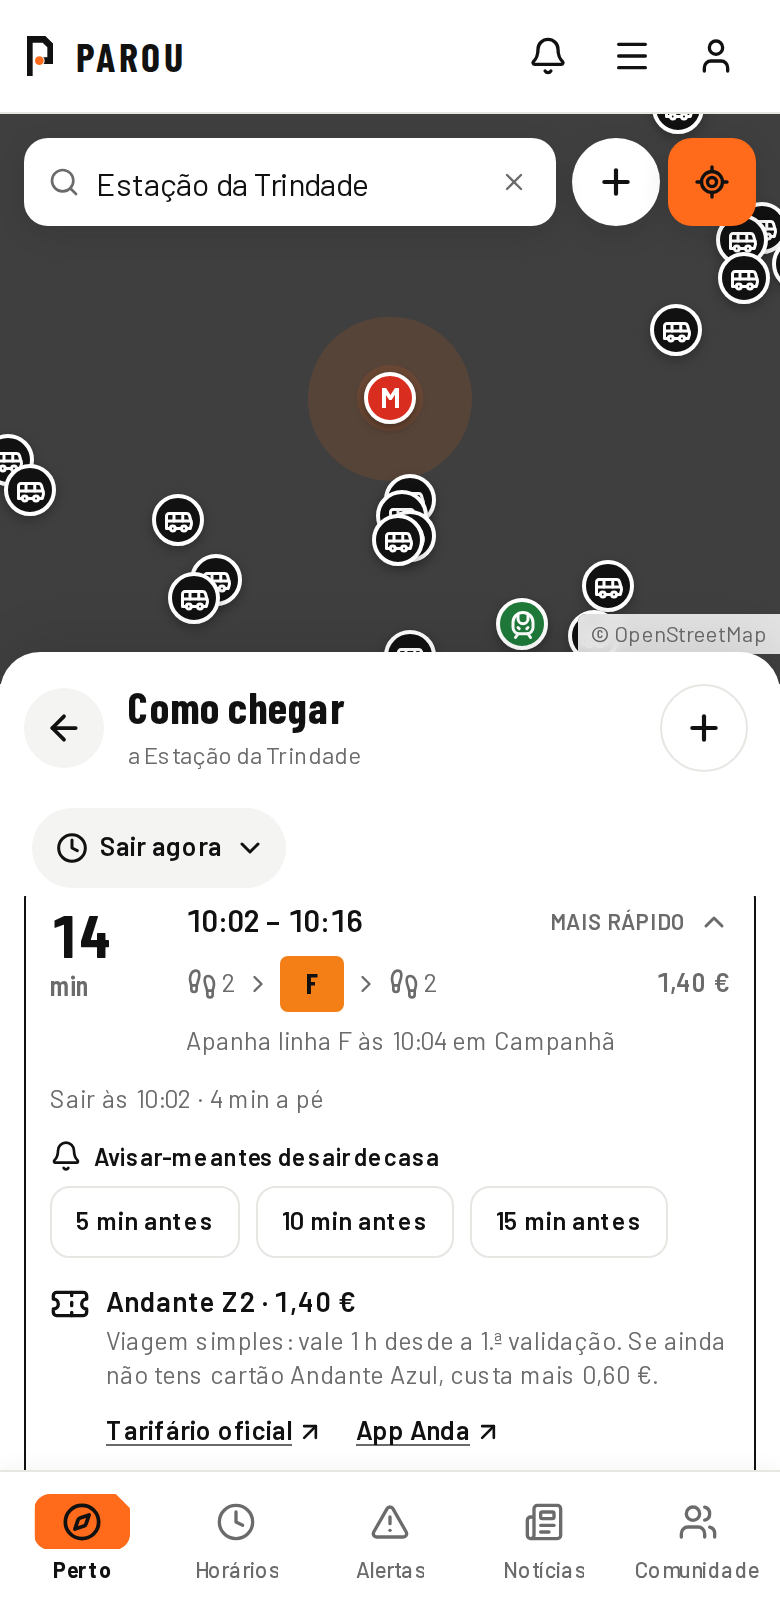 PAROU
Estação da Trindade
M
© OpenStreetMap
Como chegar
a Estação da Trindade
Sair agora
14 min
10:02 – 10:16
MAIS RÁPIDO
2 > F > 2
1,40 €
Apanha linha F às 10:04 em Campanhã
Sair às 10:02 · 4 min a pé
Avisar-me antes de sair de casa
5 min antes
10 min antes
15 min antes
Andante Z2 · 1,40 €
Viagem simples: vale 1 h desde a 1.ª validação. Se ainda
não tens cartão Andante Azul, custa mais 0,60 €.
Tarifário oficial
App Anda
Perto
Horários
Alertas
Notícias
Comunidade